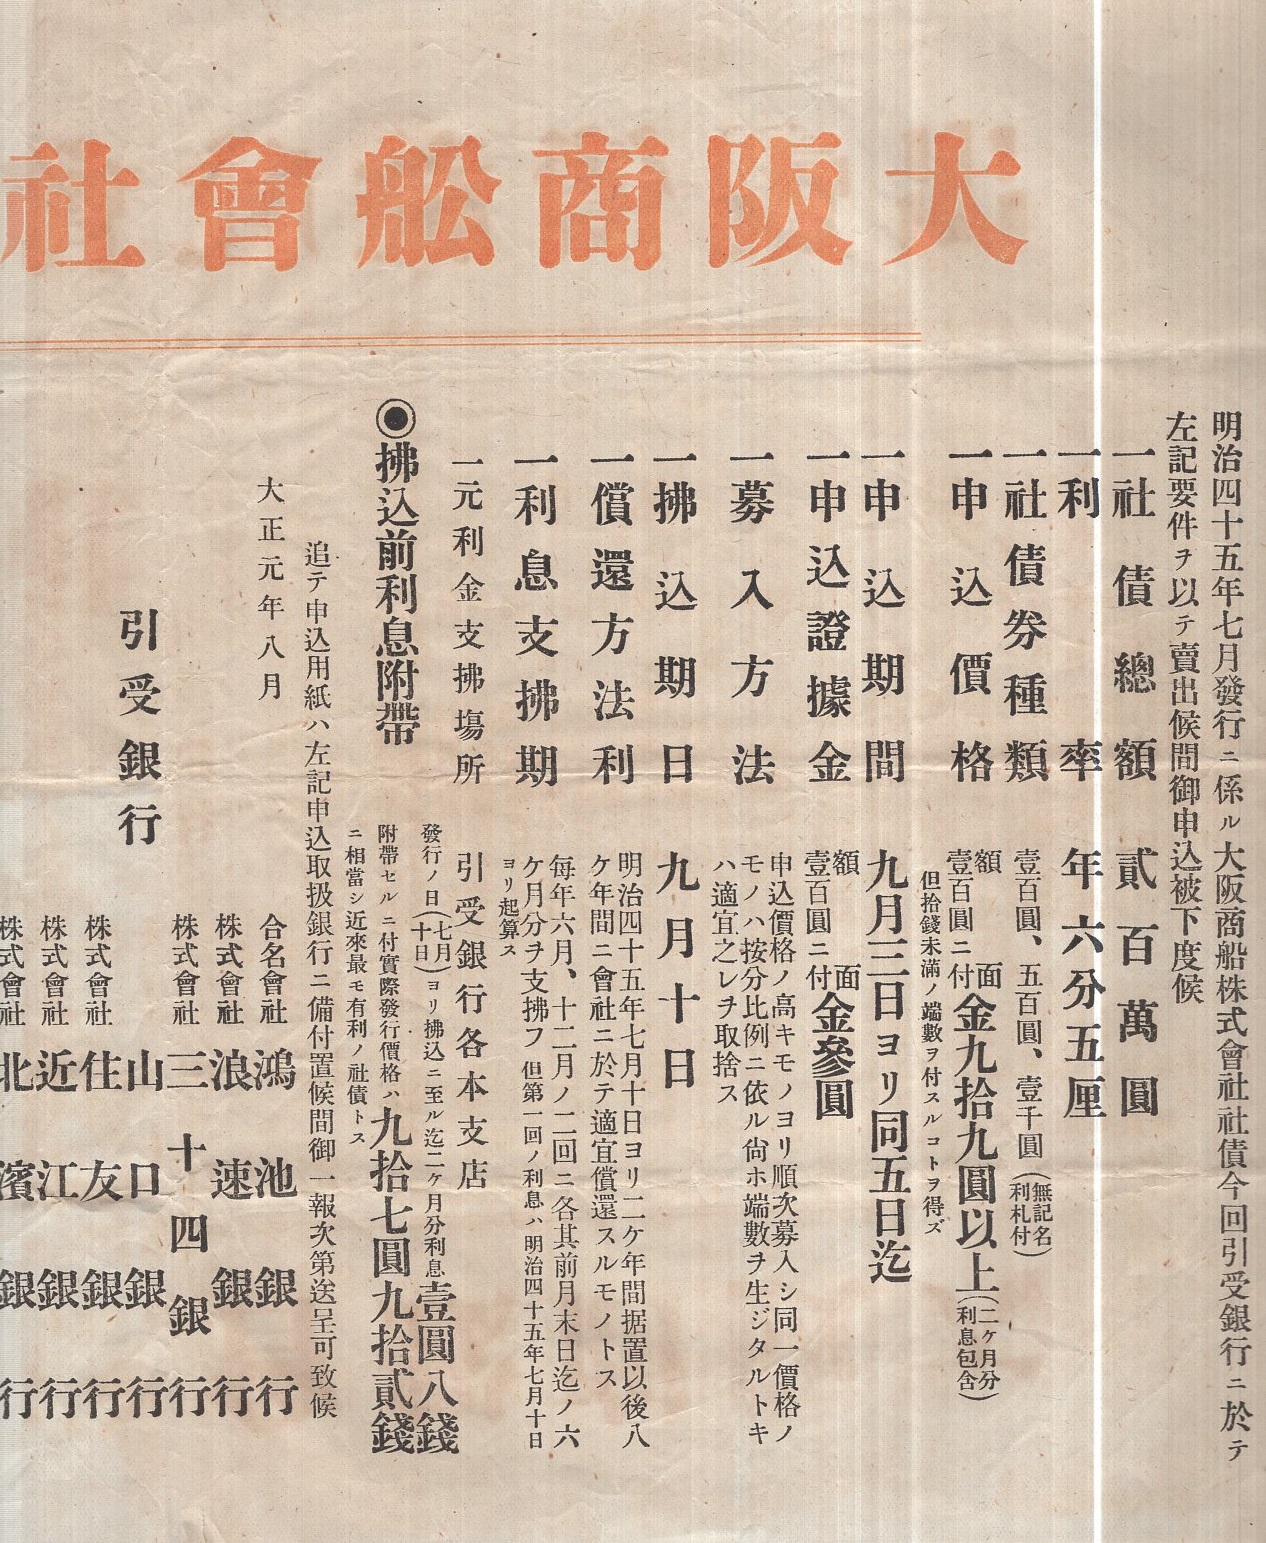 大阪商舩會社
明治四十五年七月發行ニ係ル大阪商船株式會社社債今回引受銀行ニ於テ
左記要件ヲ以テ賣出候間御申込被下度候
一社債總額 貳百萬圓
一利率 年六分五厘
一社債券種類 壹百圓、五百圓、壹千圓(無記名利札付)
一申込價格 額面壹百圓ニ付金九拾九圓以上(二ヶ月分利息包含)
但拾錢未滿ノ端數ヲ付スルコトヲ得ズ
一申込期間 九月三日ヨリ同五日迄
一申込證據金 額面壹百圓ニ付金參圓
一募入方法 申込價格ノ高キモノヨリ順次募入シ同一價格ノ
モノハ按分比例ニ依ル尙ホ端數ヲ生ジタルトキ
ハ適宜之レヲ取捨ス
一拂込期日 九月十日
一償還方法利 明治四十五年七月十日ヨリ二ケ年間据置以後八
ケ年間ニ會社ニ於テ適宜償還スルモノトス
一利息支拂期 每年六月、十二月ノ二回ニ各其前月末日迄ノ六
ケ月分ヲ支拂フ 但第一回ノ利息ハ明治四十五年七月十日
ヨリ起算ス
一元利金支拂塲所 引受銀行各本支店
◉拂込前利息附帶 發行ノ日(七月十日)ヨリ拂込ニ至ル迄二ヶ月分利息壹圓八錢
附帶セルニ付實際發行價格ハ九拾七圓九拾貳錢
ニ相當シ近來最モ有利ノ社債トス
追テ申込用紙ハ左記申込取扱銀行ニ備付置候間御一報次第送呈可致候
大正元年八月
引受銀行
合名會社 鴻池銀行
株式會社 浪速銀行
株式會社 三十四銀行
山口銀行
株式會社 住友銀行
株式會社 近江銀行
株式會社 北濱銀行